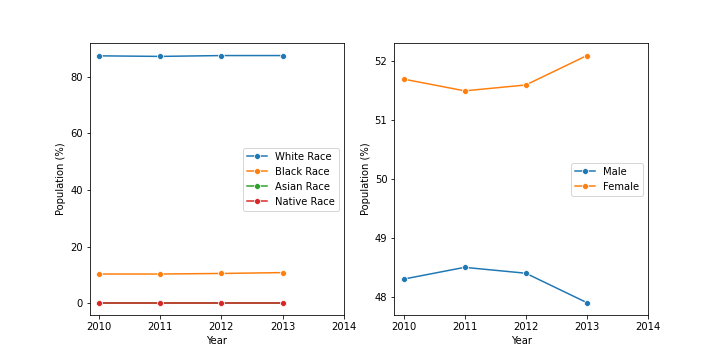 80
60
40
20
0
Population (%)
2010 2011 2012 2013 2014
Year
White Race
Black Race
Asian Race
Native Race
52
51
50
49
48
Population (%)
2010 2011 2012 2013 2014
Year
Male
Female